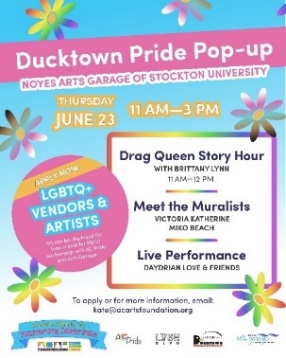 Ducktown Pride Pop-up
NOYES ARTS GARAGE OF STOCKTON UNIVERSITY
THURSDAY
JUNE 23
11 AM—3 PM
APPLY NOW
LGBTQ+
VENDORS &
ARTISTS
Drag Queen Story Hour
WITH BRITTANY LYNN
11 AM—12 PM
Meet the Muralists
VICTORIA KATHERINE
MIKO BEACH
Live Performance
DAYDRIAN LOVE & FRIENDS
To apply or for more information, email:
kate@acartsfoundation.org
Pride